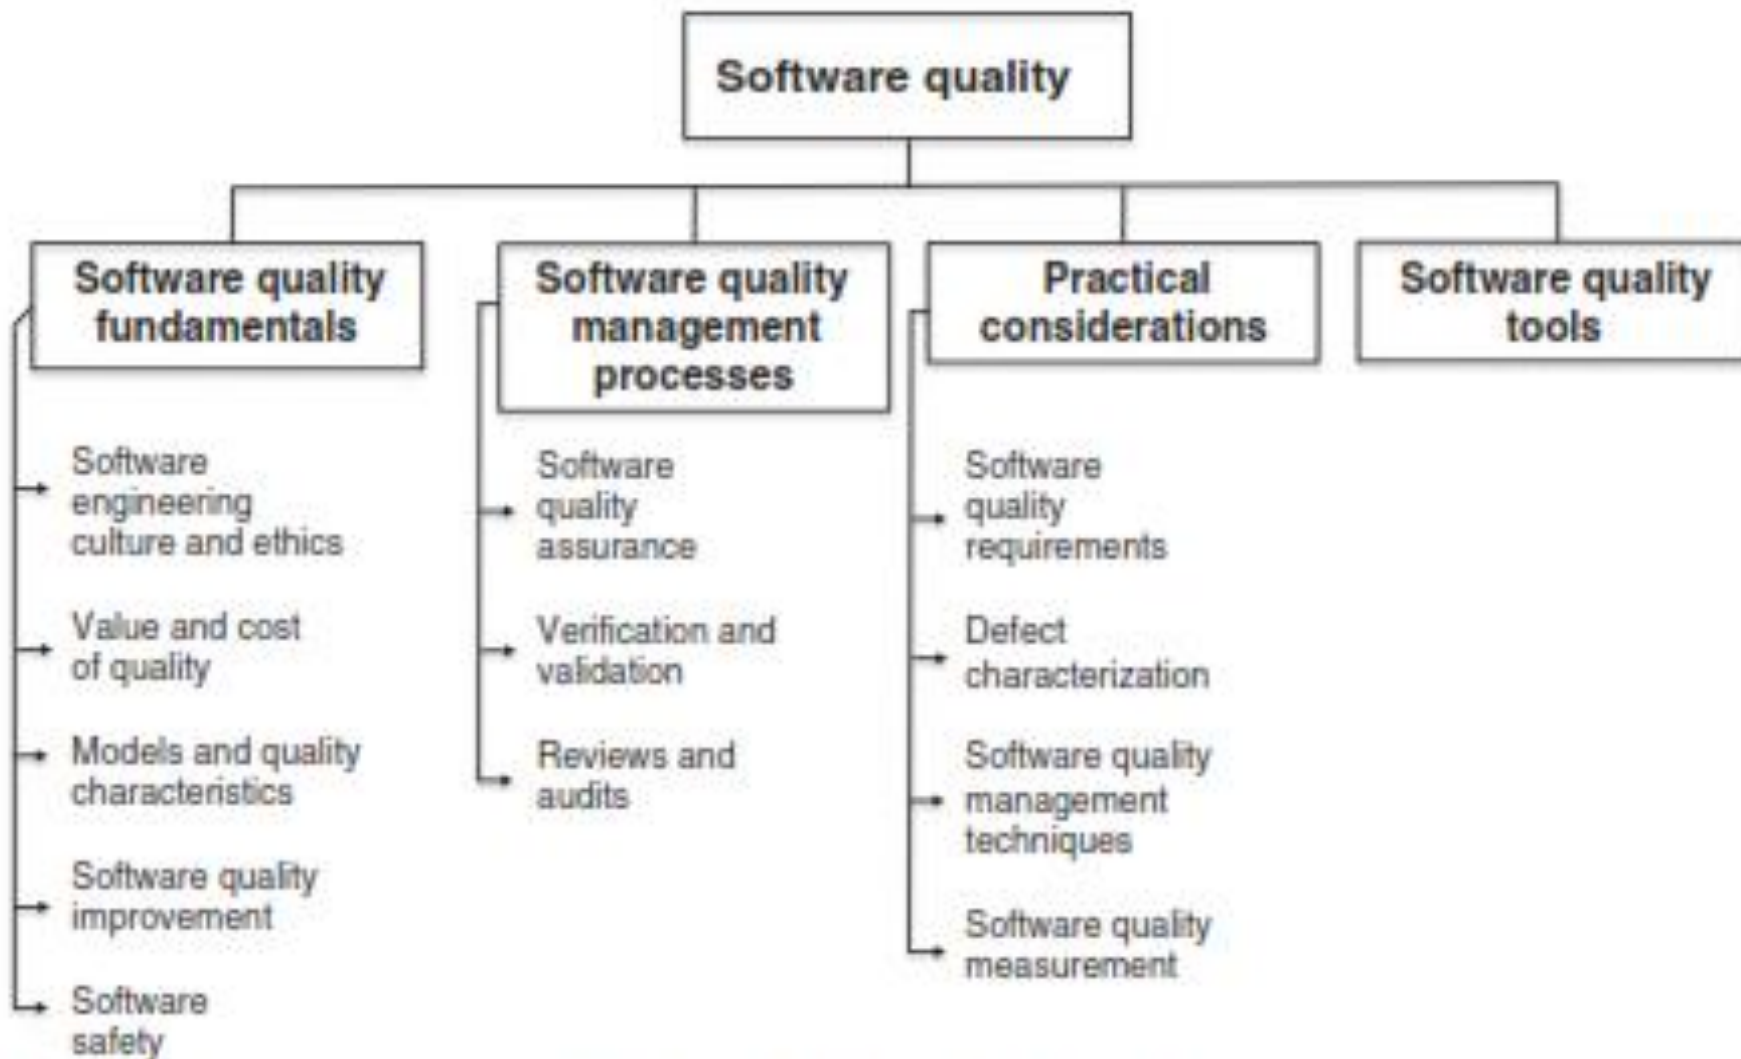 Software quality
Software quality
fundamentals
Software
engineering
culture and ethics
Value and cost
of quality
Models and quality
characteristics
Software quality
improvement
Software
safety
Software quality
management
processes
Software
quality
assurance
Verification and
validation
Reviews and
audits
Practical
considerations
Software
quality
requirements
Defect
characterization
Software quality
management
techniques
Software quality
measurement
Software quality
tools